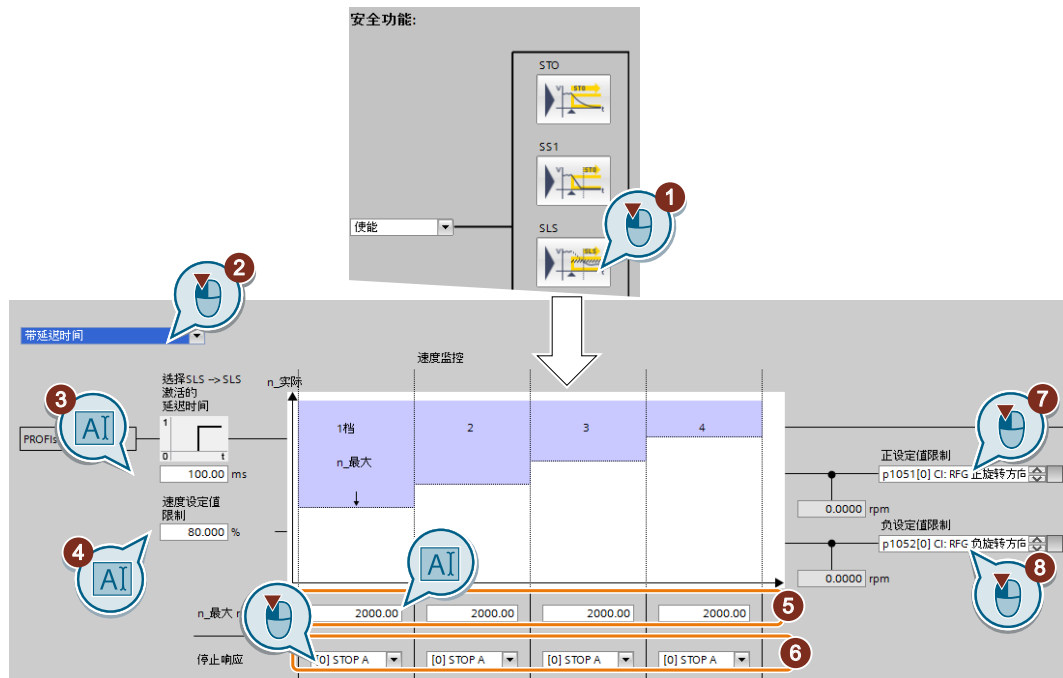 安全功能:
STO
STO
V
t
SS1
STO
V
t
1
使能
SLS
SLS
V
t
2
带延迟时间
速度监控
选择SLS -> SLS
激活的
延迟时间
n_实际
3
AI
PROFIs
1
0
t
100.00 ms
1档
2
3
4
n_最大
7
正设定值限制
p1051[0] CI: RFG 正旋转方向
0.0000 rpm
速度设定值
限制
80.000 %
4
AI
负设定值限制
p1052[0] CI: RFG 负旋转方向
0.0000 rpm
8
AI
n_最大
2000.00
2000.00
2000.00
2000.00
5
停止响应
[0] STOP A
[0] STOP A
[0] STOP A
[0] STOP A
6